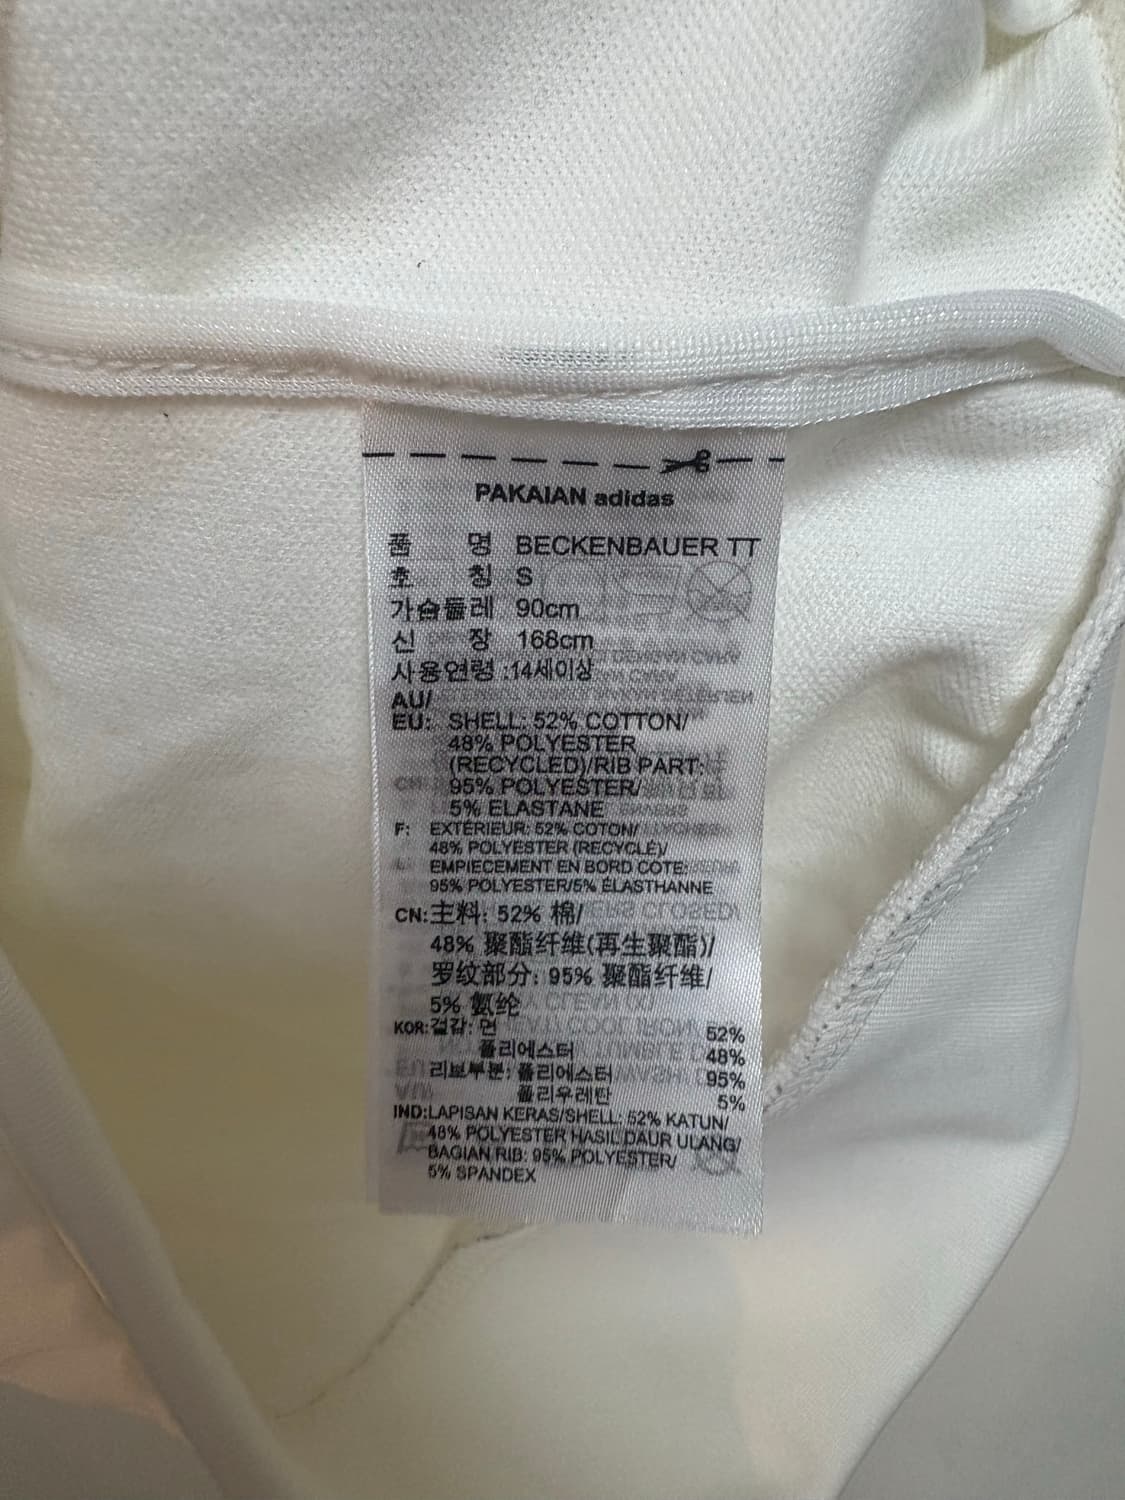 PAKAIAN adidas
품 명 BECKENBAUER TT
호 칭 S
가슴둘레 90cm
신 장 168cm
사용연령 :14세이상
AU/
EU: SHELL: 52% COTTON/
48% POLYESTER
(RECYCLED)/RIB PART:
95% POLYESTER/
5% ELASTANE
F: EXTÉRIEUR: 52% COTON/
48% POLYESTER (RECYCLÉ)/
EMPIECEMENT EN BORD COTE:
95% POLYESTER/5% ÉLASTHANNE
CN: 主料: 52% 棉/
48% 聚酯纤维(再生聚酯)/
罗纹部分: 95% 聚酯纤维/
5% 氨纶
KOR: 겉감: 면 52%
폴리에스터 48%
리브부분: 폴리에스터 95%
폴리우레탄 5%
IND: LAPISAN KERAS/SHELL: 52% KATUN/
48% POLYESTER HASIL DAUR ULANG/
BAGIAN RIB: 95% POLYESTER/
5% SPANDEX